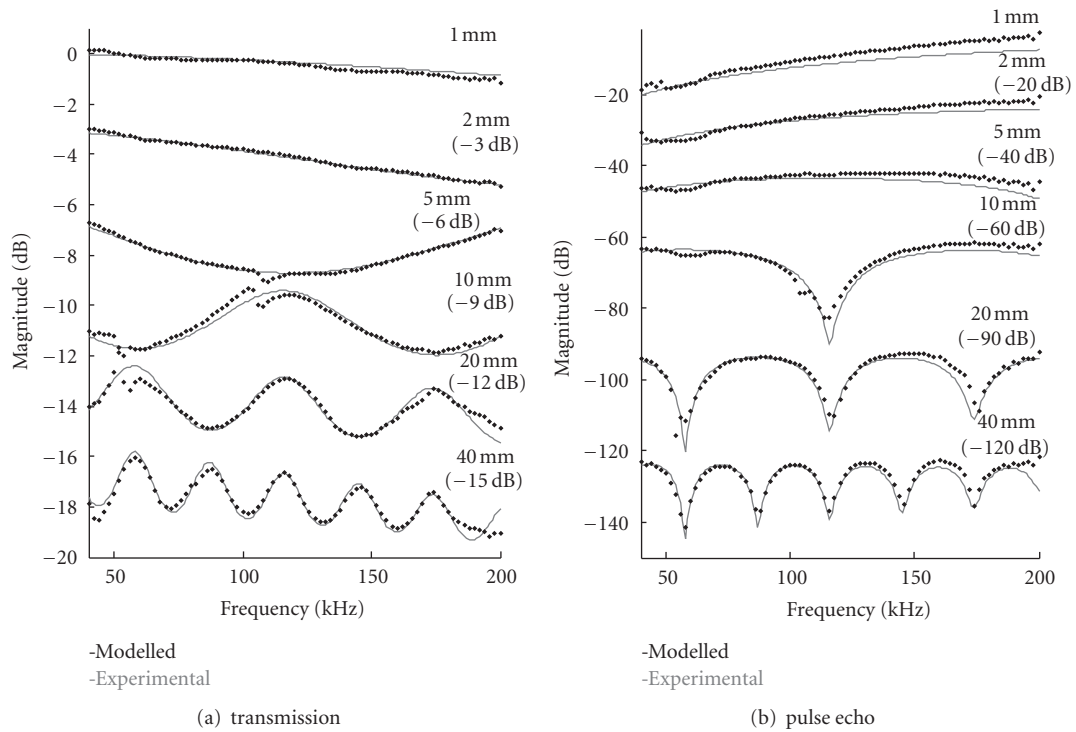 1 mm
0
2 mm
(−3 dB)
−2
−4
5 mm
(−6 dB)
−6
−8
10 mm
(−9 dB)
−10
−12
20 mm
(−12 dB)
−14
−16
40 mm
(−15 dB)
−18
−20
Magnitude (dB)
50
100
150
200
Frequency (kHz)
-Modelled
-Experimental
(a) transmission
1 mm
2 mm
(−20 dB)
−20
5 mm
(−40 dB)
−40
10 mm
(−60 dB)
−60
−80
20 mm
(−90 dB)
−100
40 mm
(−120 dB)
−120
−140
Magnitude (dB)
50
100
150
200
Frequency (kHz)
-Modelled
-Experimental
(b) pulse echo